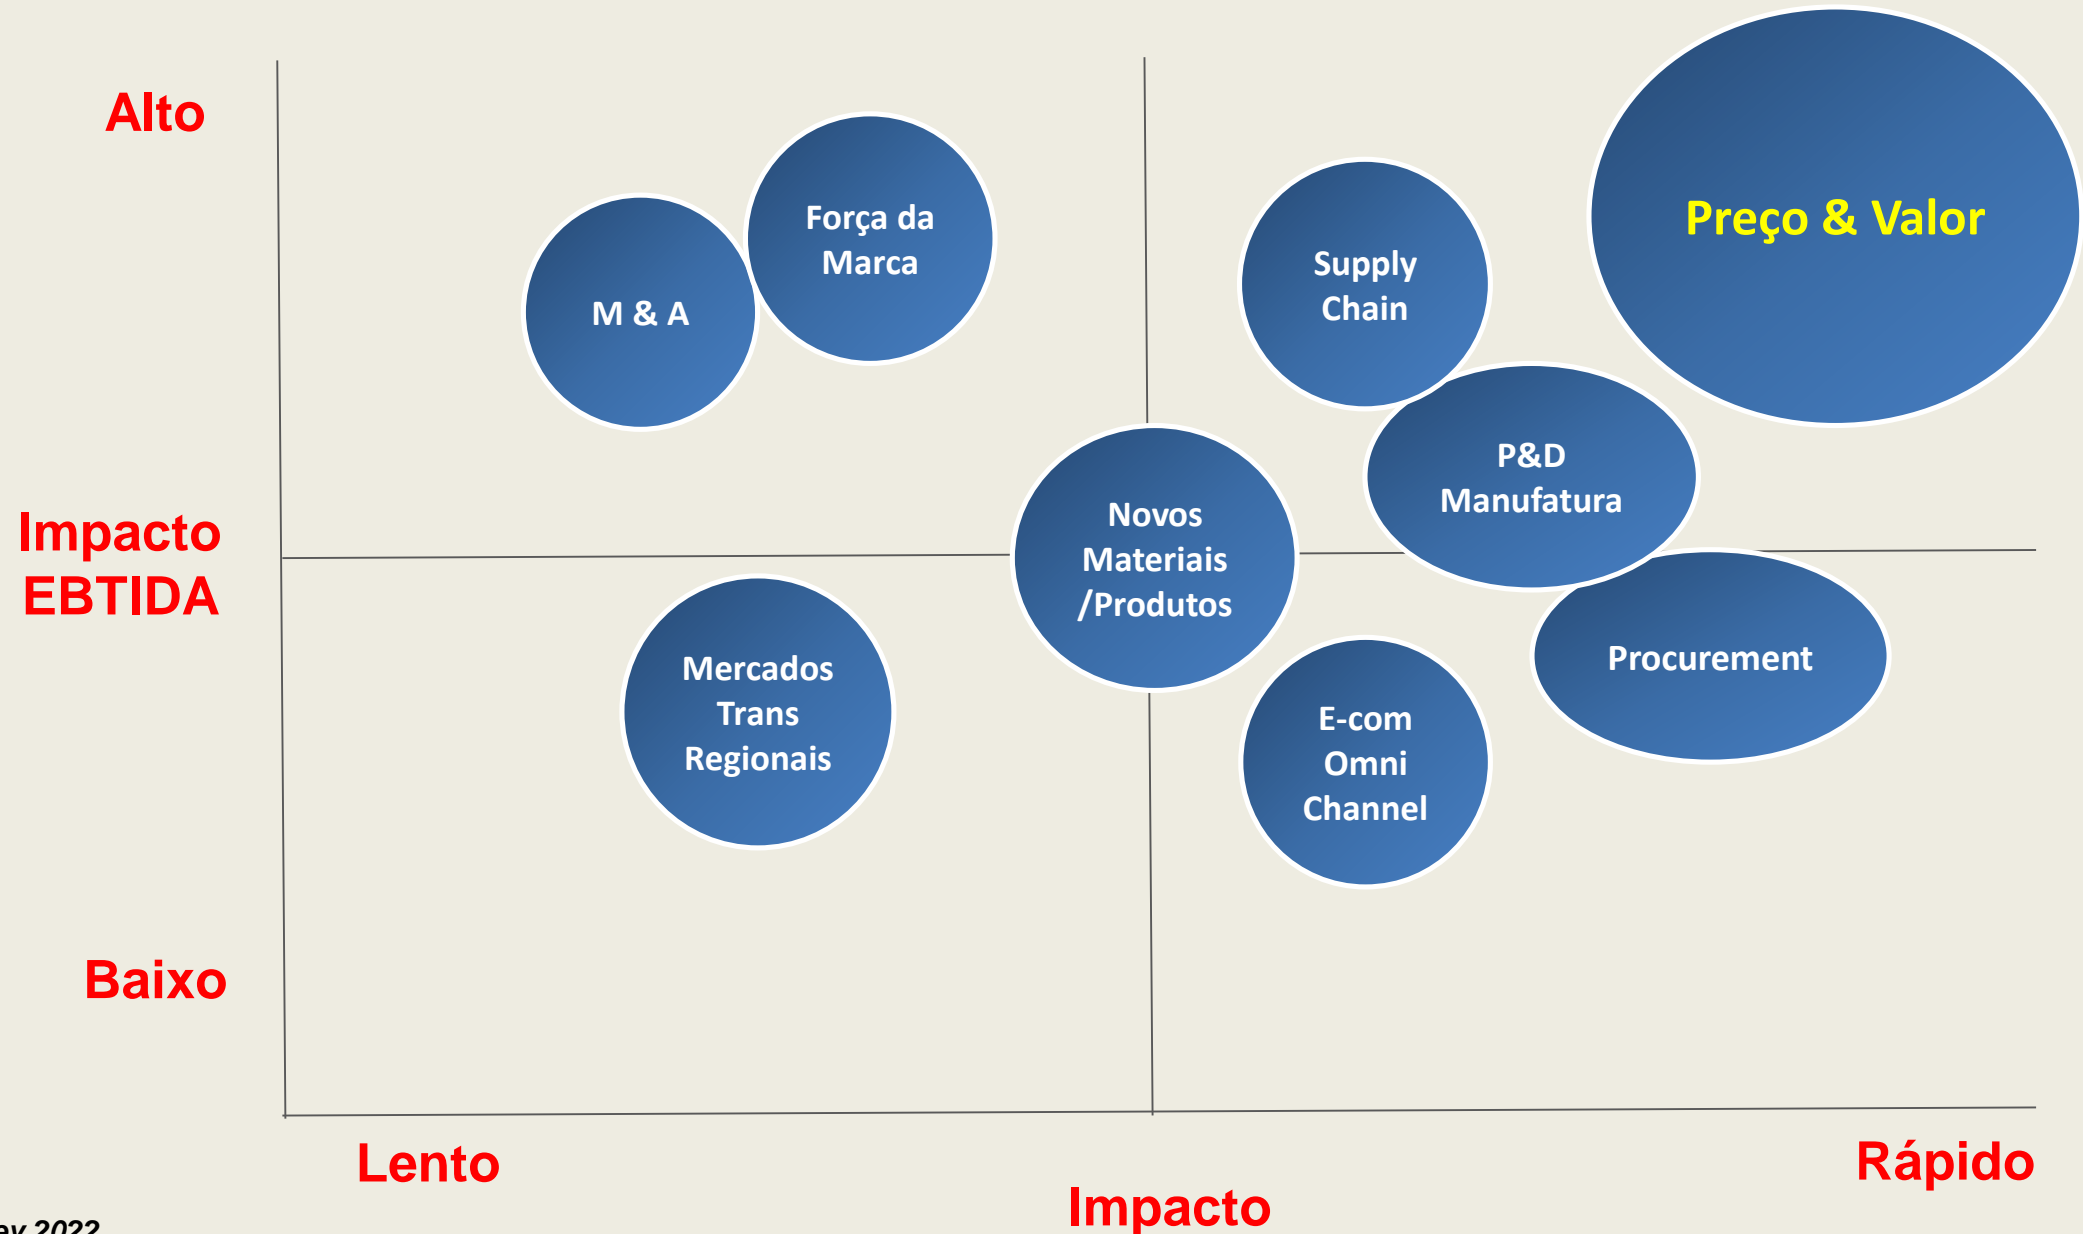 Alto
Força da
Marca
M & A
Supply
Chain
Preço & Valor
P&D
Manufatura
Impacto
EBTIDA
Novos
Materiais
/Produtos
Mercados
Trans
Regionais
Procurement
E-com
Omni
Channel
Baixo
Lento
Rápido
Impacto
2022